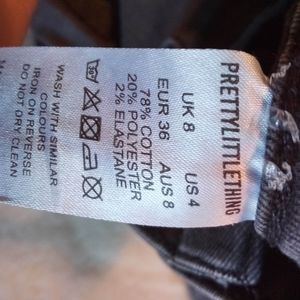 PRETTYLITTLETHING
UK 8 US 4
EUR 36 AUS 8
78% COTTON
20% POLYESTER
2% ELASTANE
WASH WITH SIMILAR
COLOURS
IRON ON REVERSE
DO NOT DRY CLEAN